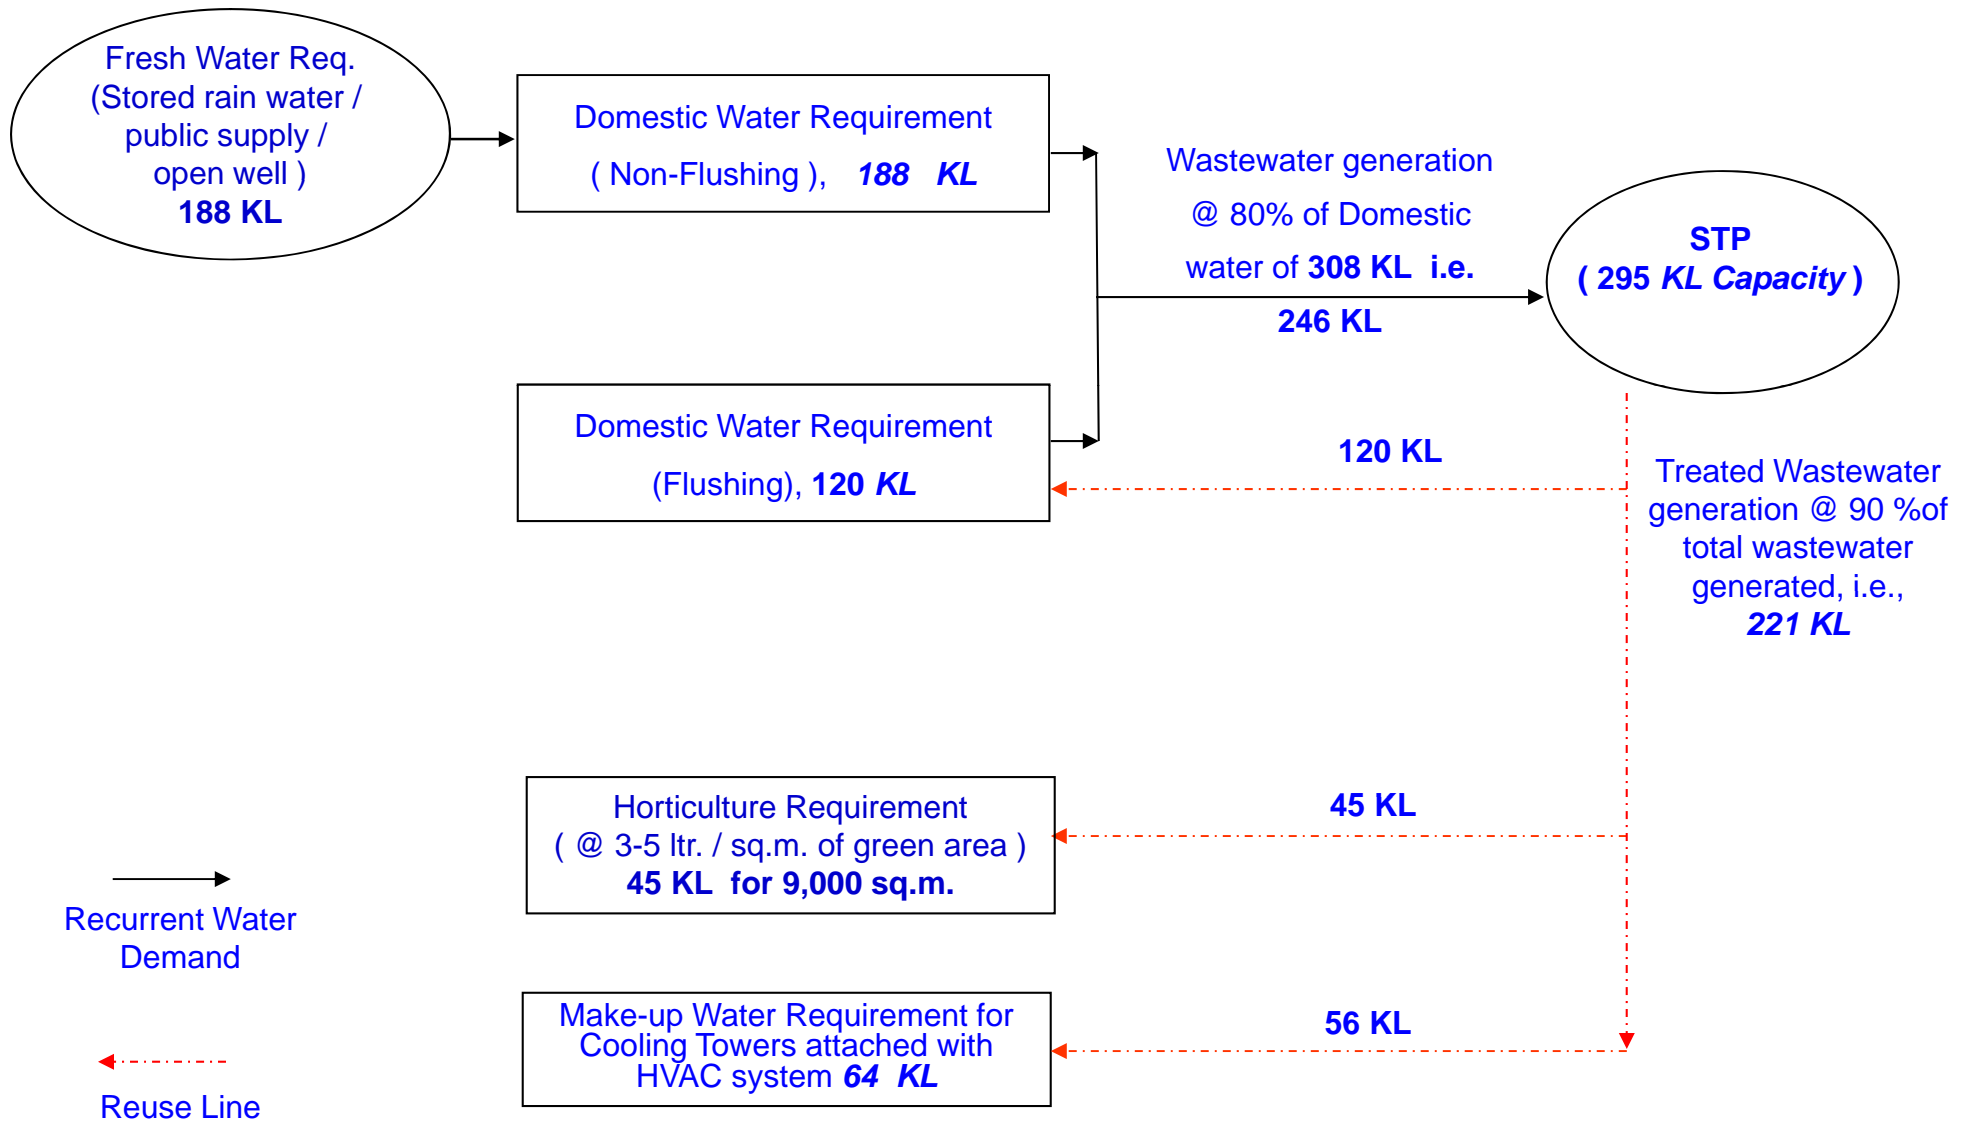 Fresh Water Req.
(Stored rain water /
public supply /
open well )
188 KL
Domestic Water Requirement
( Non-Flushing ), 188 KL
Wastewater generation
@ 80% of Domestic
water of 308 KL i.e.
246 KL
STP
( 295 KL Capacity )
Domestic Water Requirement
(Flushing), 120 KL
120 KL
Treated Wastewater
generation @ 90 %of
total wastewater
generated, i.e.,
221 KL
Horticulture Requirement
( @ 3-5 ltr. / sq.m. of green area )
45 KL for 9,000 sq.m.
45 KL
Recurrent Water
Demand
Make-up Water Requirement for
Cooling Towers attached with
HVAC system 64 KL
56 KL
Reuse Line